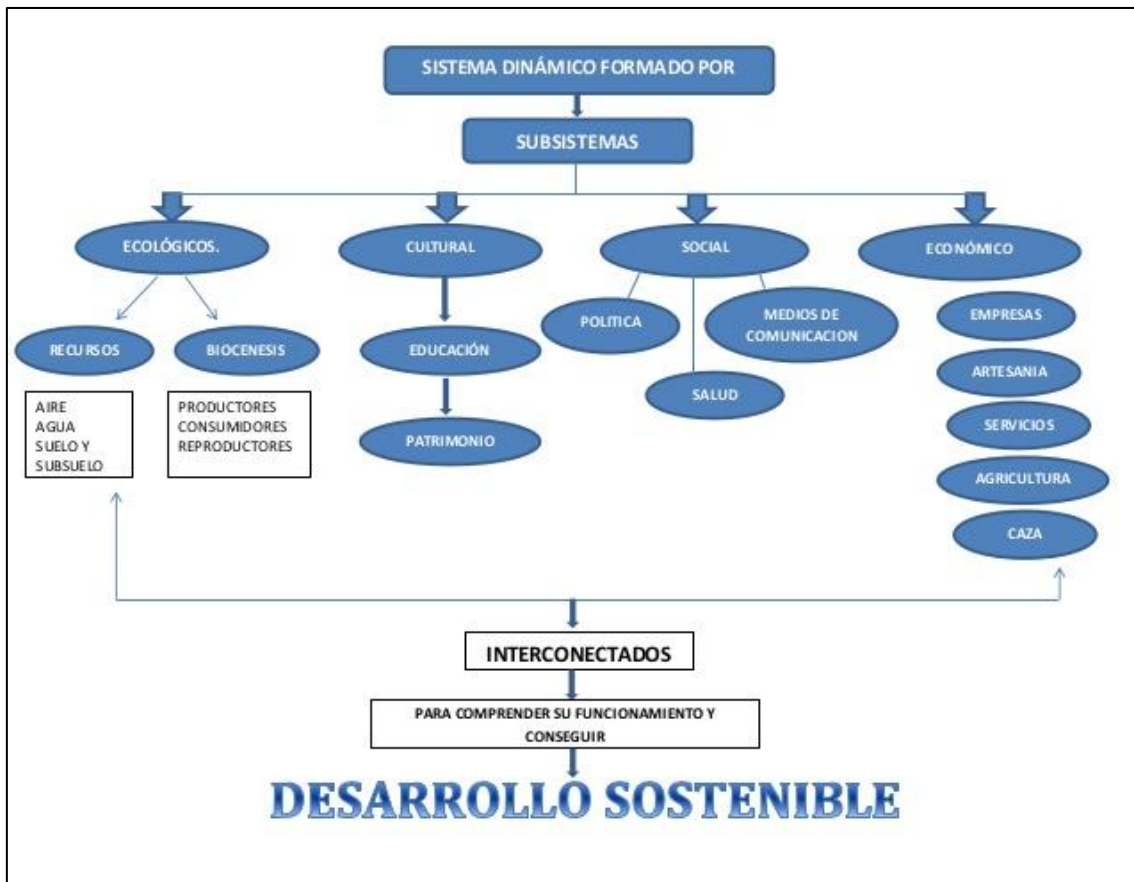 SISTEMA DINÁMICO FORMADO POR
SUBSISTEMAS
ECOLÓGICOS.
CULTURAL
SOCIAL
ECONÓMICO
RECURSOS
BIOCENESIS
AIRE
AGUA
SUELO Y
SUBSUELO
PRODUCTORES
CONSUMIDORES
REPRODUCTORES
EDUCACIÓN
PATRIMONIO
POLITICA
MEDIOS DE
COMUNICACION
SALUD
EMPRESAS
ARTESANIA
SERVICIOS
AGRICULTURA
CAZA
INTERCONECTADOS
PARA COMPRENDER SU FUNCIONAMIENTO Y
CONSEGUIR
DESARROLLO SOSTENIBLE